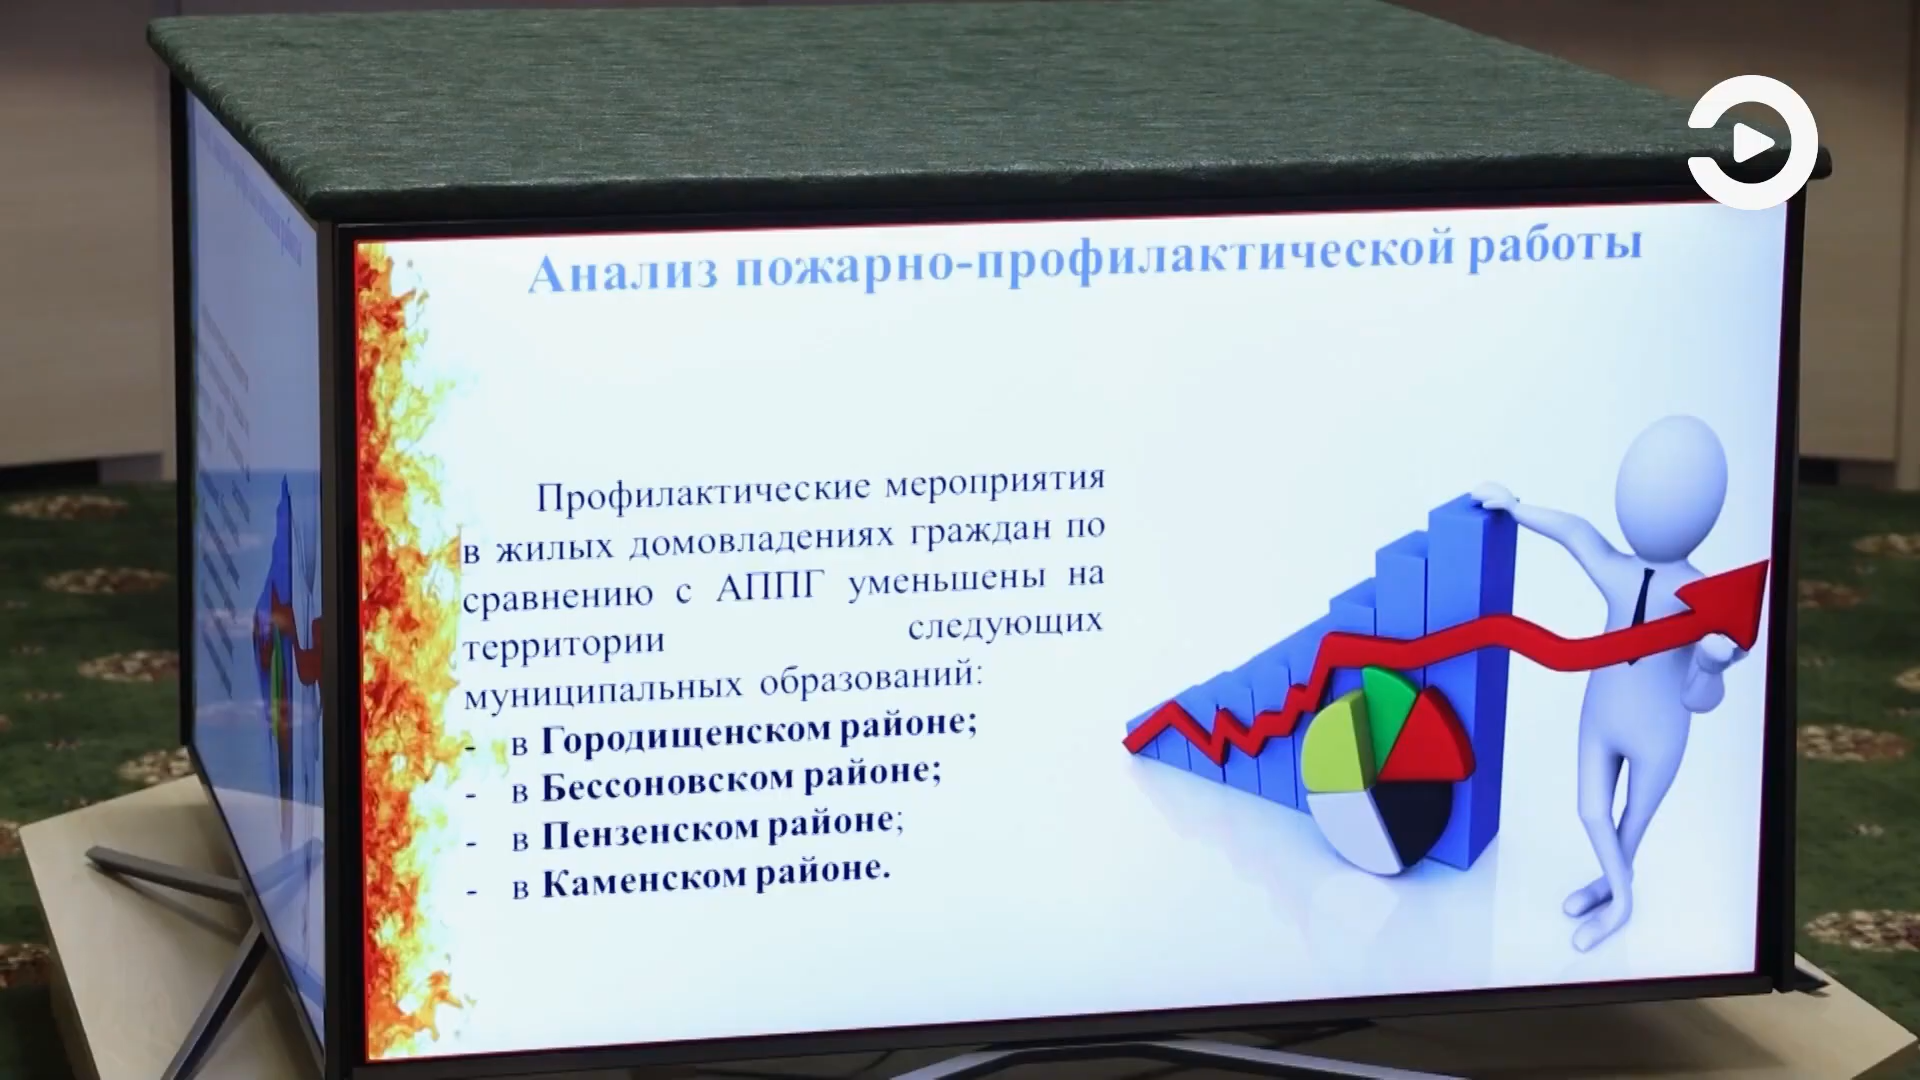 Анализ пожарно-профилактической работы
Профилактические мероприятия
в жилых домовладениях граждан по
сравнению с АППГ уменьшены на
территории следующих
муниципальных образований:
- в Городищенском районе;
- в Бессоновском районе;
- в Пензенском районе;
- в Каменском районе.